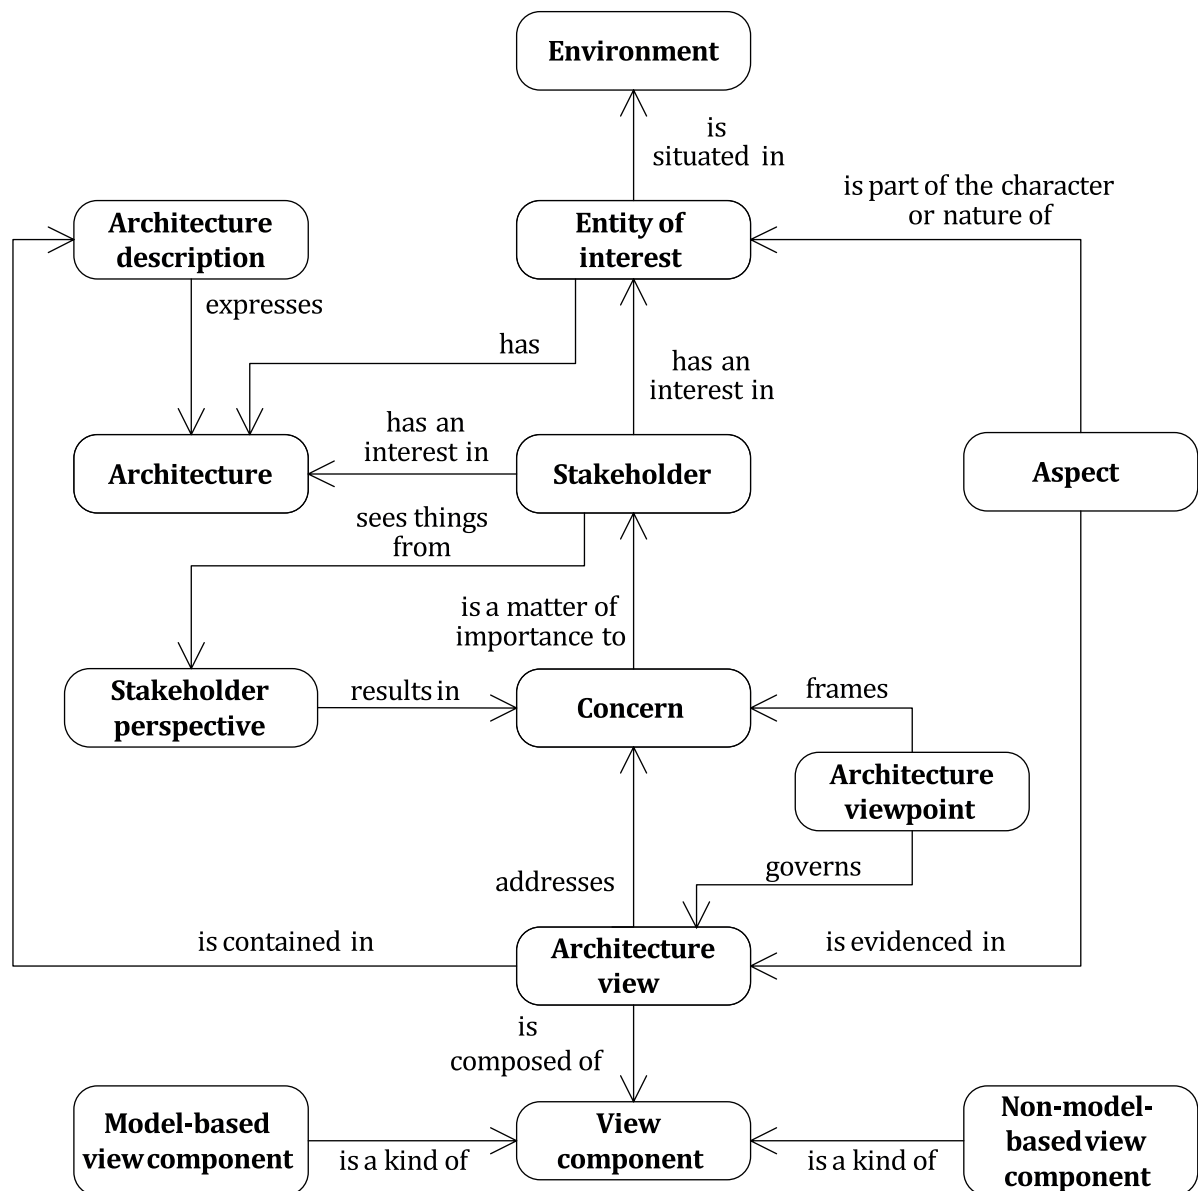 Environment
is
situated in
is part of the character
or nature of
Architecture
description
Entity of
interest
expresses
has
has an
interest in
has an
interest in
Architecture
Stakeholder
Aspect
sees things
from
is a matter of
importance to
Stakeholder
perspective
results in
Concern
frames
Architecture
viewpoint
governs
addresses
is contained in
Architecture
view
is evidenced in
is
composed of
Model-based
view component
is a kind of
View
component
is a kind of
Non-model-
based view
component